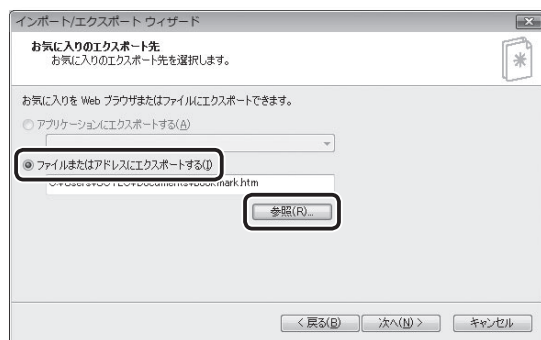 インポート/エクスポート ウィザード
お気に入りのエクスポート先
お気に入りのエクスポート先を選択します。
お気に入りを Web ブラウザまたはファイルにエクスポートできます。
アプリケーションにエクスポートする(A)
ファイルまたはアドレスにエクスポートする(I)
C:¥Users¥SOTEC¥Documents¥bookmark.htm
参照(R)...
< 戻る(B) 次へ(N) > キャンセル